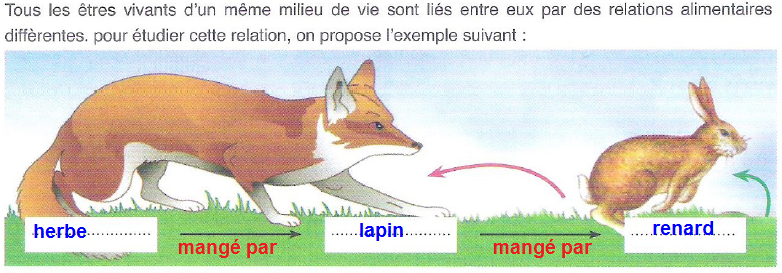 Tous les êtres vivants d'un même milieu de vie sont liés entre eux par des relations alimentaires
diffèrentes. pour étudier cette relation, on propose l'exemple suivant :
herbe............... ......lapin.......... .....renard.....
mangé par mangé par